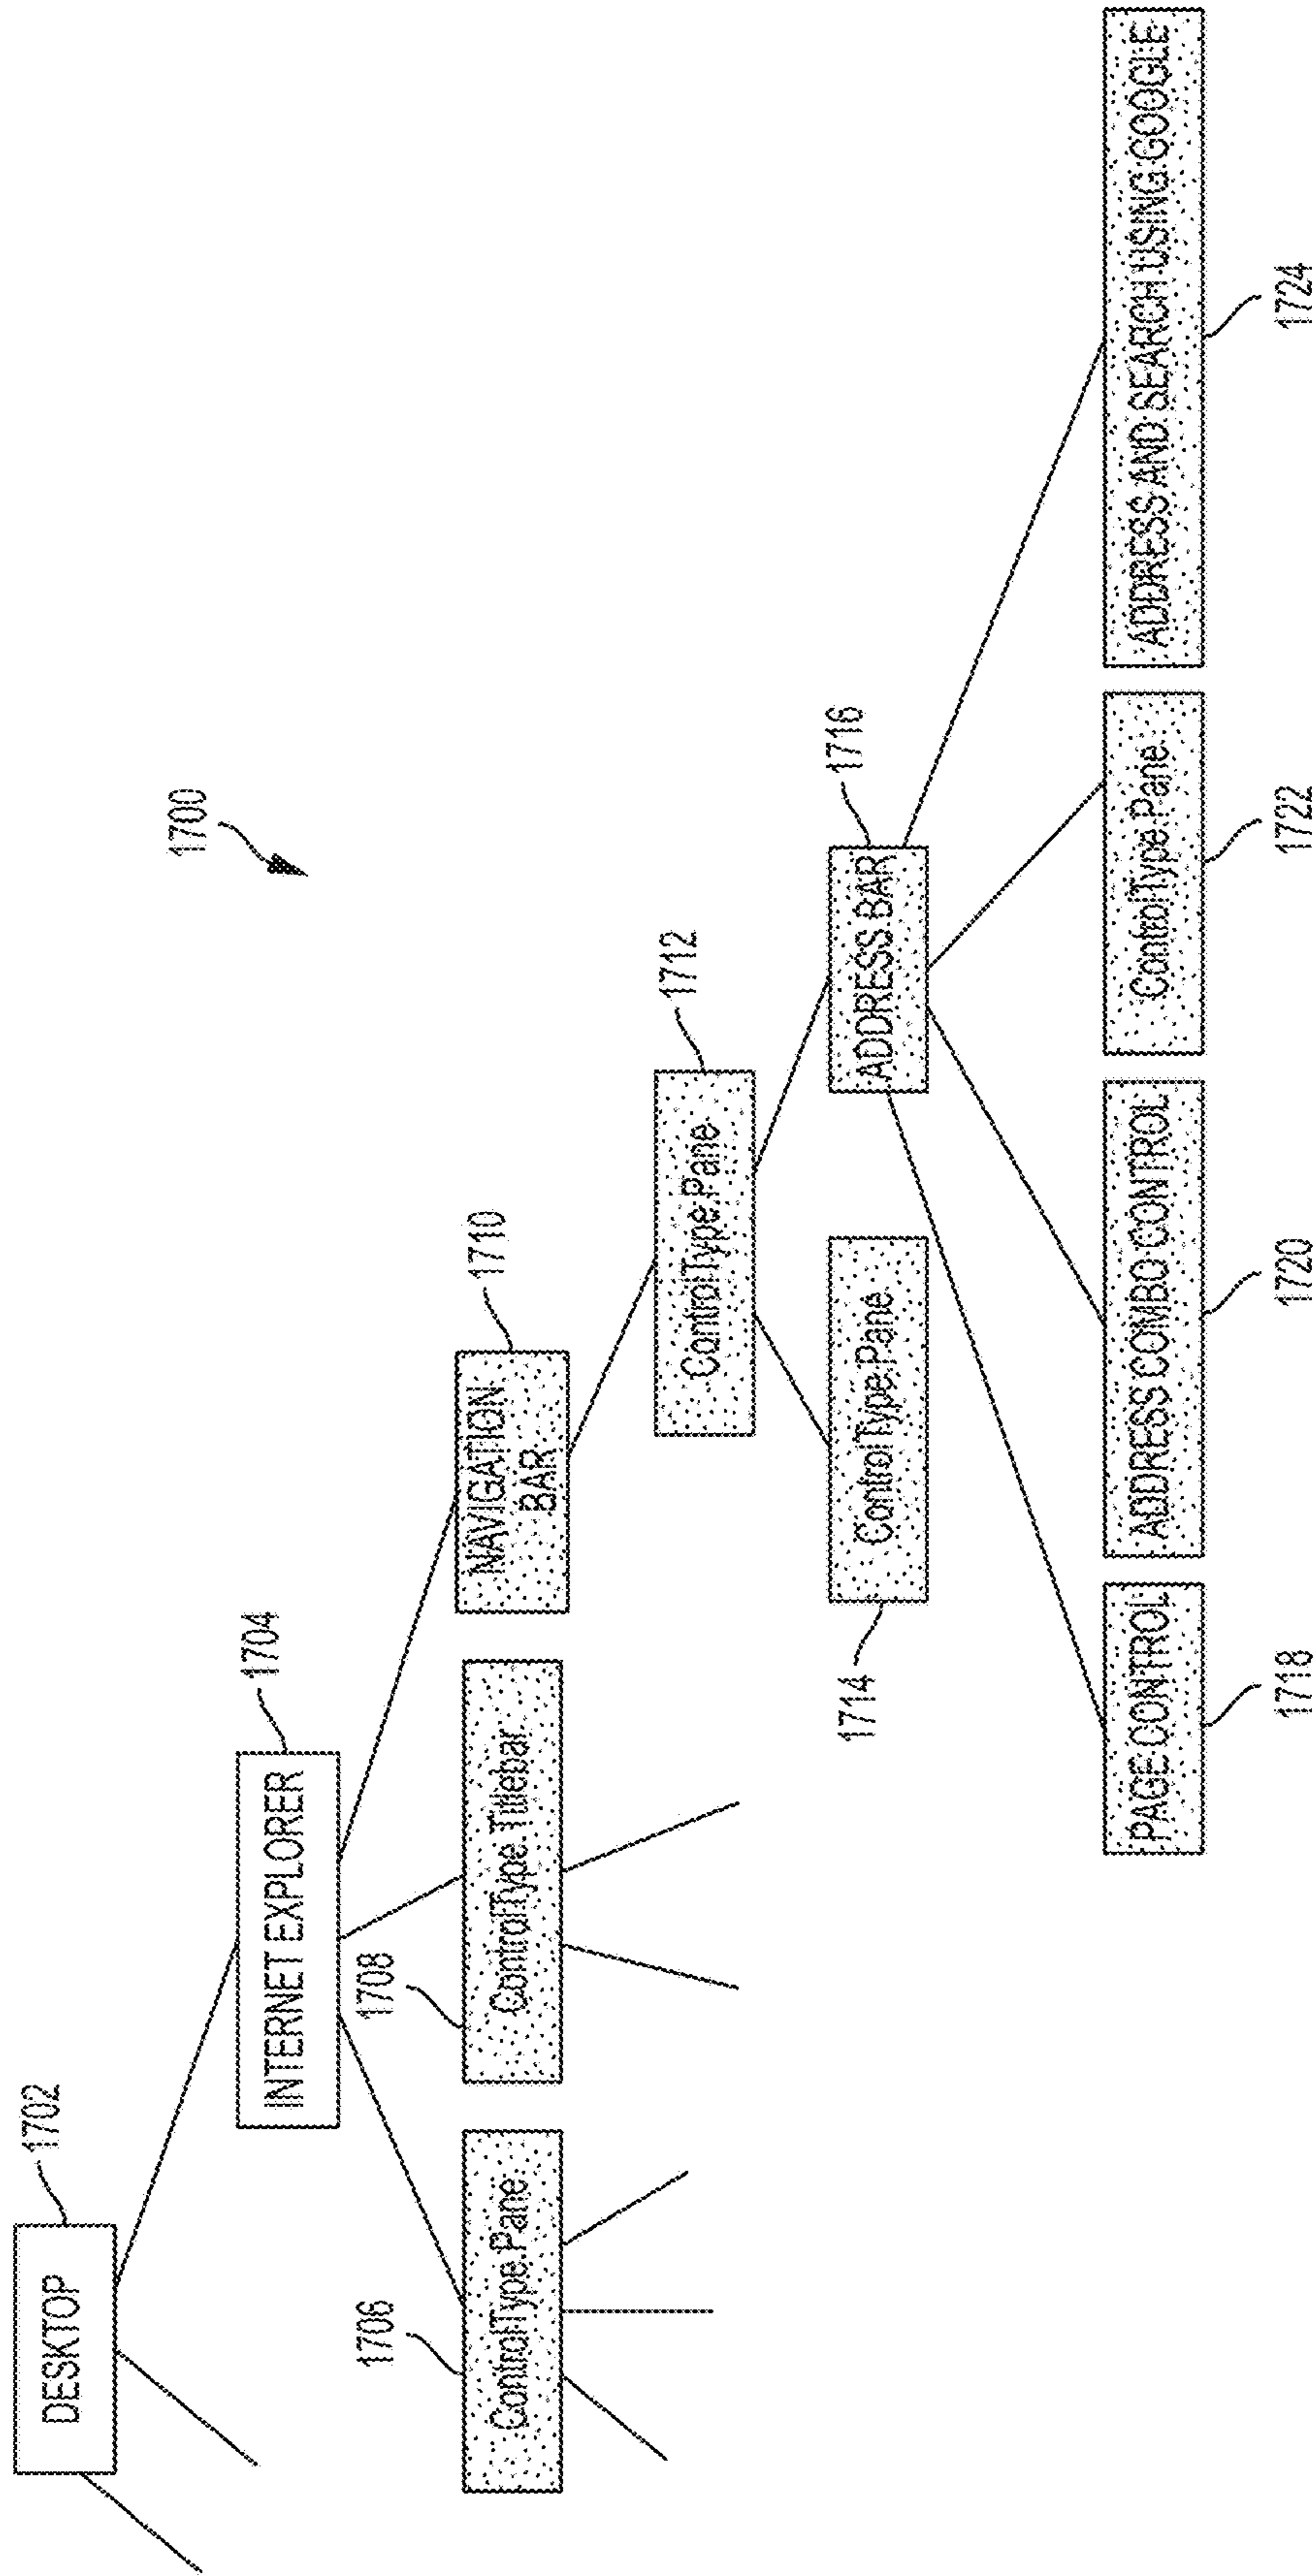 1700
DESKTOP
1702
INTERNET EXPLORER
1704
1706
ControlType.Pane
1708
ControlType.Titlebar
NAVIGATION
BAR
1710
ControlType.Pane
1712
1714
ControlType.Pane
ADDRESS BAR
1716
PAGE CONTROL
1718
ADDRESS COMBO CONTROL
1720
ControlType.Pane
1722
ADDRESS AND SEARCH USING GOOGLE
1724